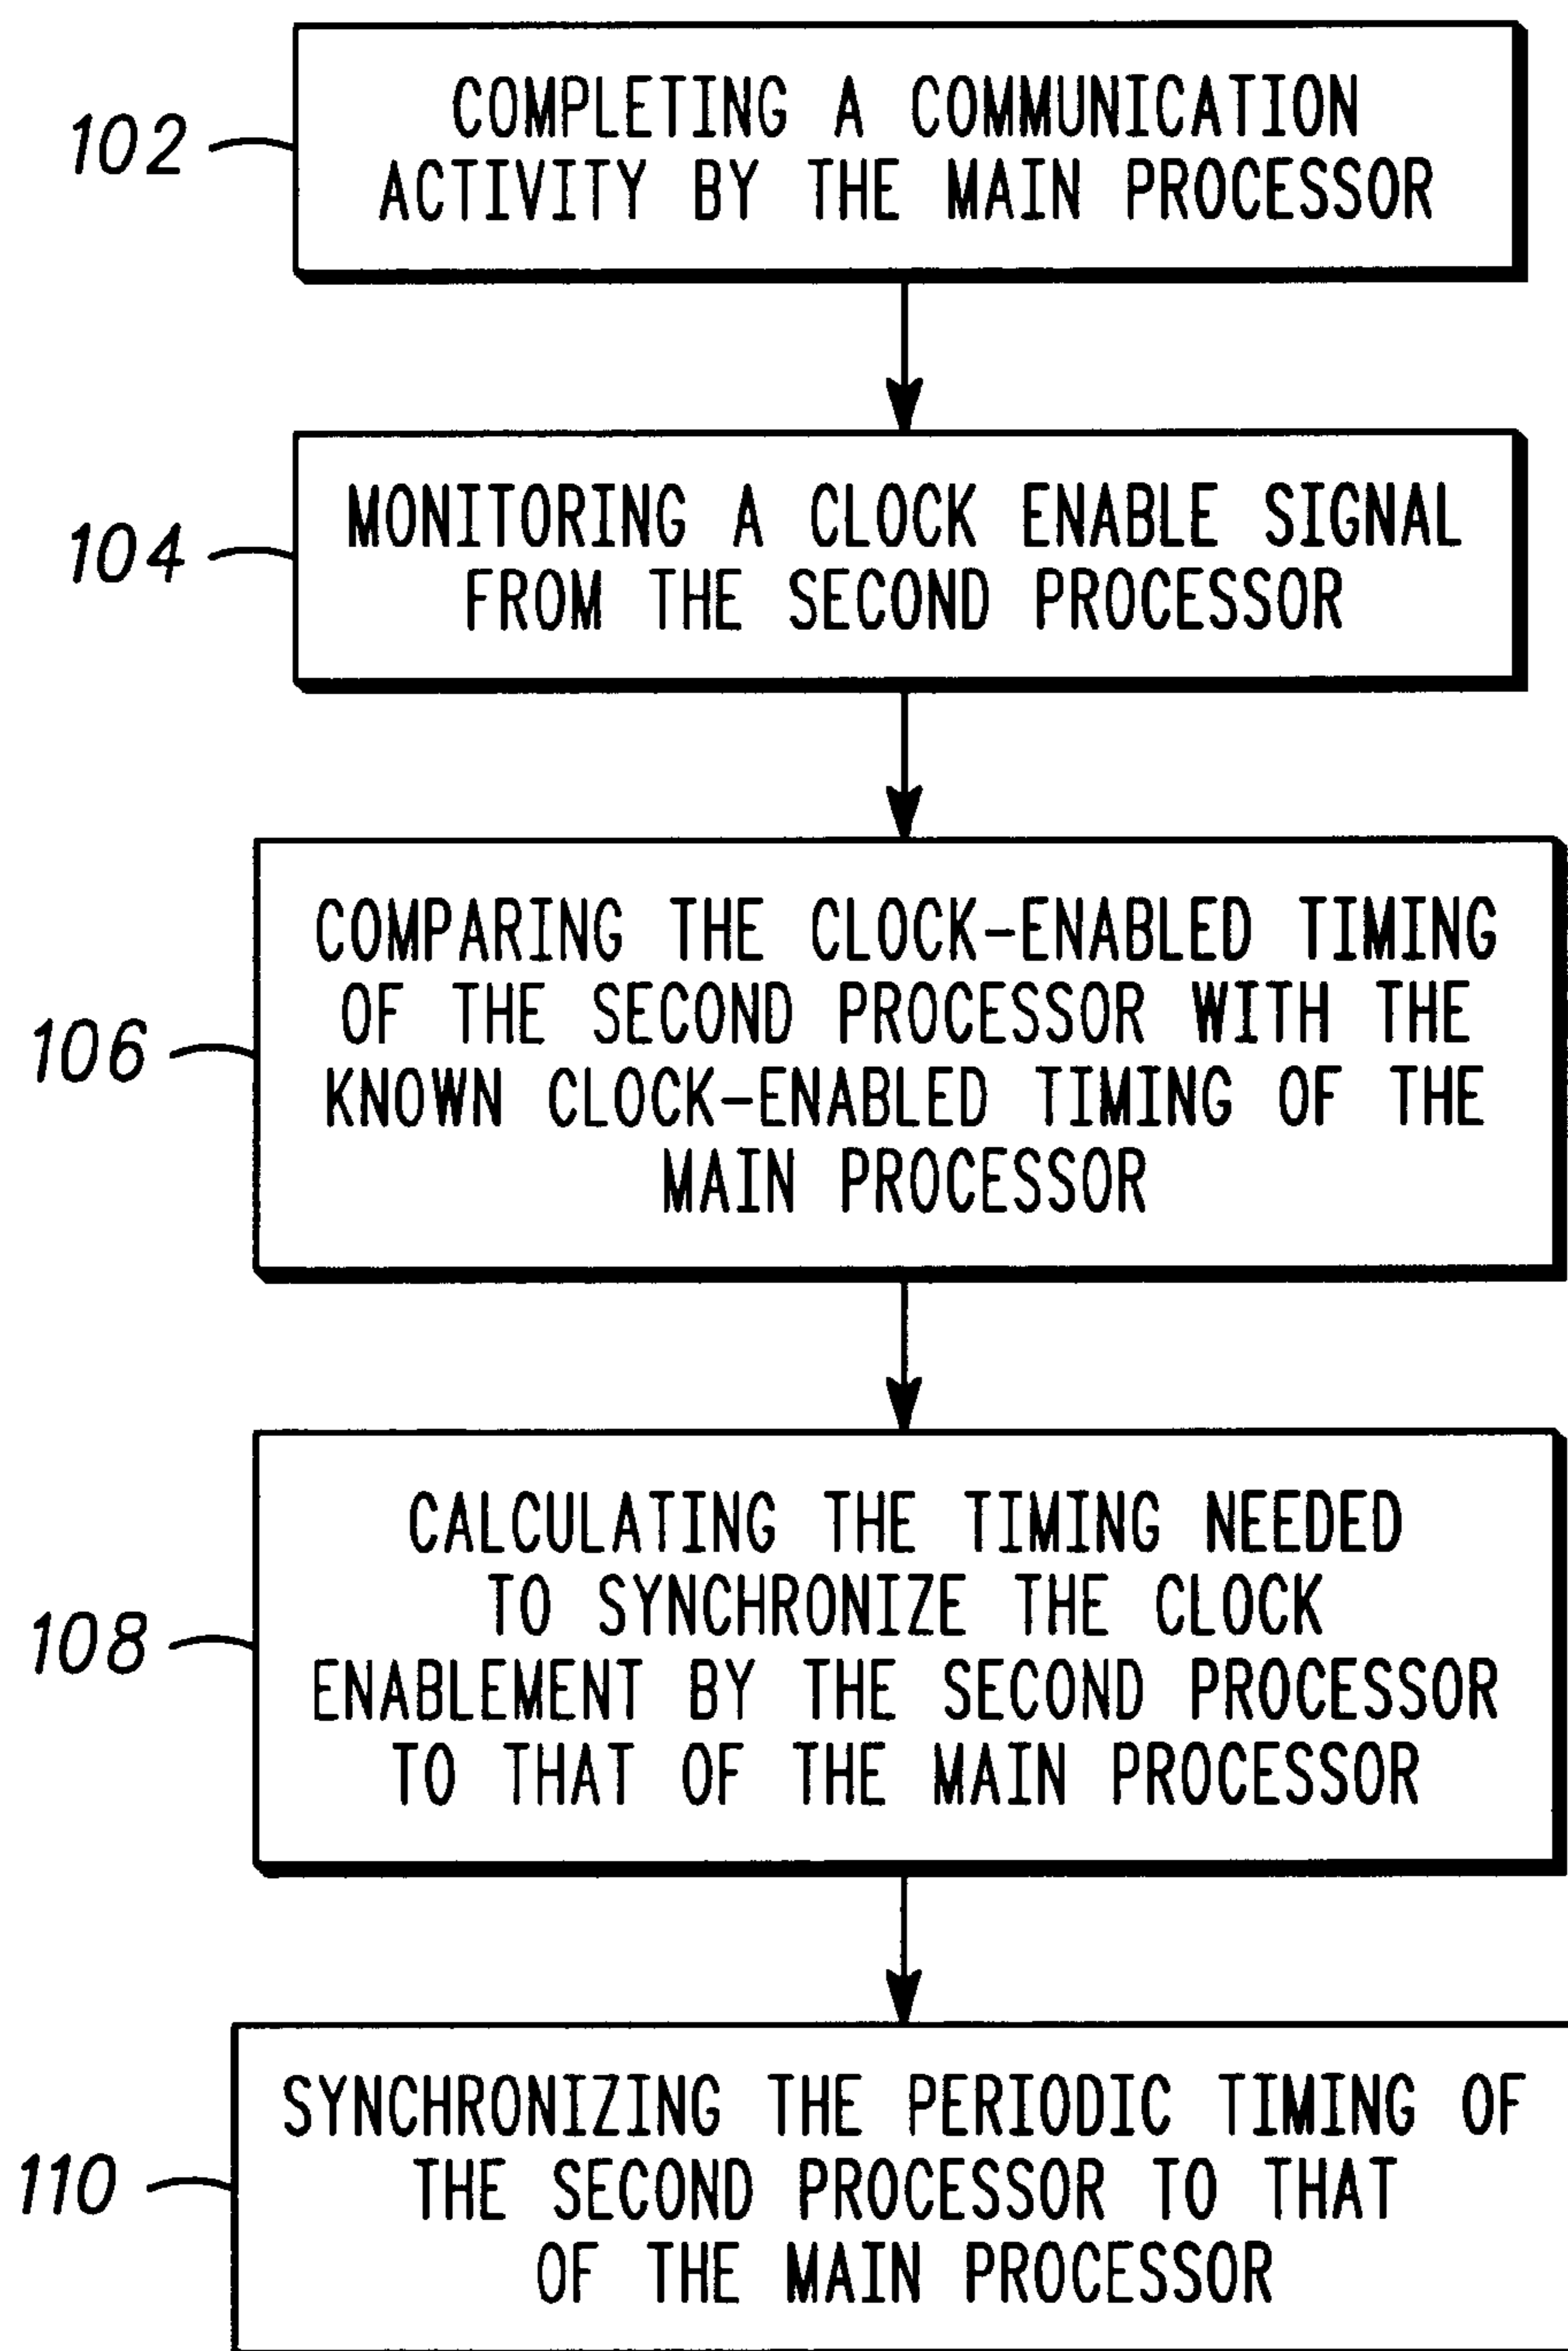 102
COMPLETING A COMMUNICATION
ACTIVITY BY THE MAIN PROCESSOR
104
MONITORING A CLOCK ENABLE SIGNAL
FROM THE SECOND PROCESSOR
106
COMPARING THE CLOCK-ENABLED TIMING
OF THE SECOND PROCESSOR WITH THE
KNOWN CLOCK-ENABLED TIMING OF THE
MAIN PROCESSOR
108
CALCULATING THE TIMING NEEDED
TO SYNCHRONIZE THE CLOCK
ENABLEMENT BY THE SECOND PROCESSOR
TO THAT OF THE MAIN PROCESSOR
110
SYNCHRONIZING THE PERIODIC TIMING OF
THE SECOND PROCESSOR TO THAT
OF THE MAIN PROCESSOR